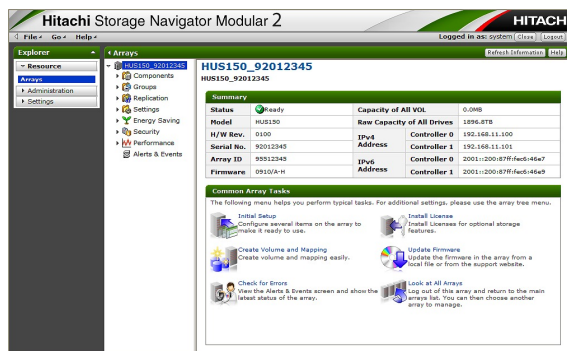 Hitachi Storage Navigator Modular 2
HITACH
File Go Help
Logged in as: system Close Logout
Explorer
Arrays
Refresh Information Help
Resource
Arrays
Administration
Settings
HUS150_92012345
Components
Groups
Replication
Settings
Energy Saving
Security
Performance
Alerts & Events
HUS150_92012345
HUS150_92012345
Summary
Status Ready Capacity of All VOL 0.0MB
Model HUS150 Raw Capacity of All Drives 1896.8TB
H/W Rev. 0100 IPv4 Address Controller 0 192.168.11.100
Serial No. 92012345 Controller 1 192.168.11.101
Array ID 95512345 IPv6 Address Controller 0 2001::200:87ff:fec6:46e7
Firmware 0910/A-H Controller 1 2001::200:87ff:fec6:46e9
Common Array Tasks
The following menu helps you perform typical tasks. For additional settings, please use the array tree menu.
Initial Setup
Configure several items on the array to
make it ready to use.
Install License
Install Licenses for optional storage
features.
Create Volume and Mapping
Create volume and mapping easily.
Update Firmware
Update the firmware in the array from a
local file or from the support website.
Check for Errors
View the Alerts & Events screen and show the
latest status of the array.
Look at All Arrays
Log out of this array and return to the main
arrays list. You can then choose another
array to manage.